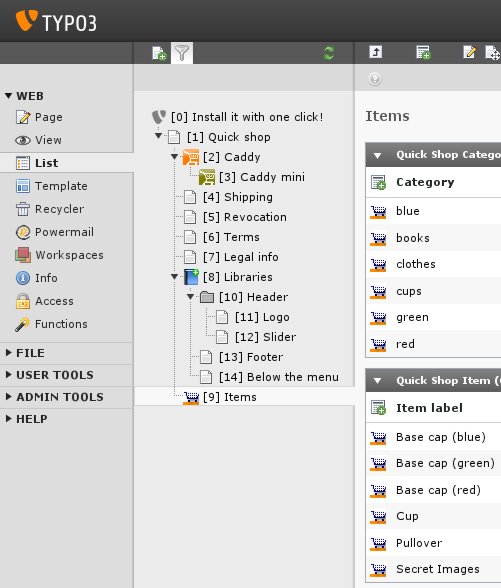 TYPO3
WEB
Page
View
List
Template
Recycler
Powermail
Workspaces
Info
Access
Functions
FILE
USER TOOLS
ADMIN TOOLS
HELP
[0] Install it with one click!
[1] Quick shop
[2] Caddy
[3] Caddy mini
[4] Shipping
[5] Revocation
[6] Terms
[7] Legal info
[8] Libraries
[10] Header
[11] Logo
[12] Slider
[13] Footer
[14] Below the menu
[9] Items
Items
Quick Shop Catego
Category
blue
books
clothes
cups
green
red
Quick Shop Item (
Item label
Base cap (blue)
Base cap (green)
Base cap (red)
Cup
Pullover
Secret Images